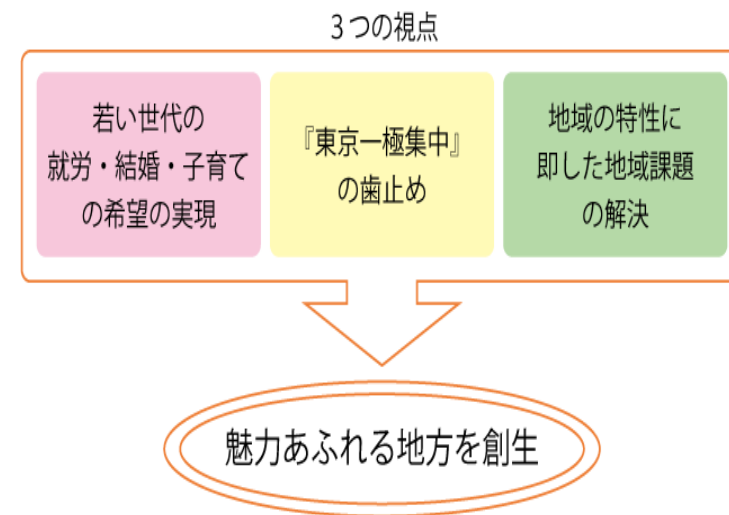 3つの視点
若い世代の
就労・結婚・子育て
の希望の実現
『東京一極集中』
の歯止め
地域の特性に
即した地域課題
の解決
魅力あふれる地方を創生